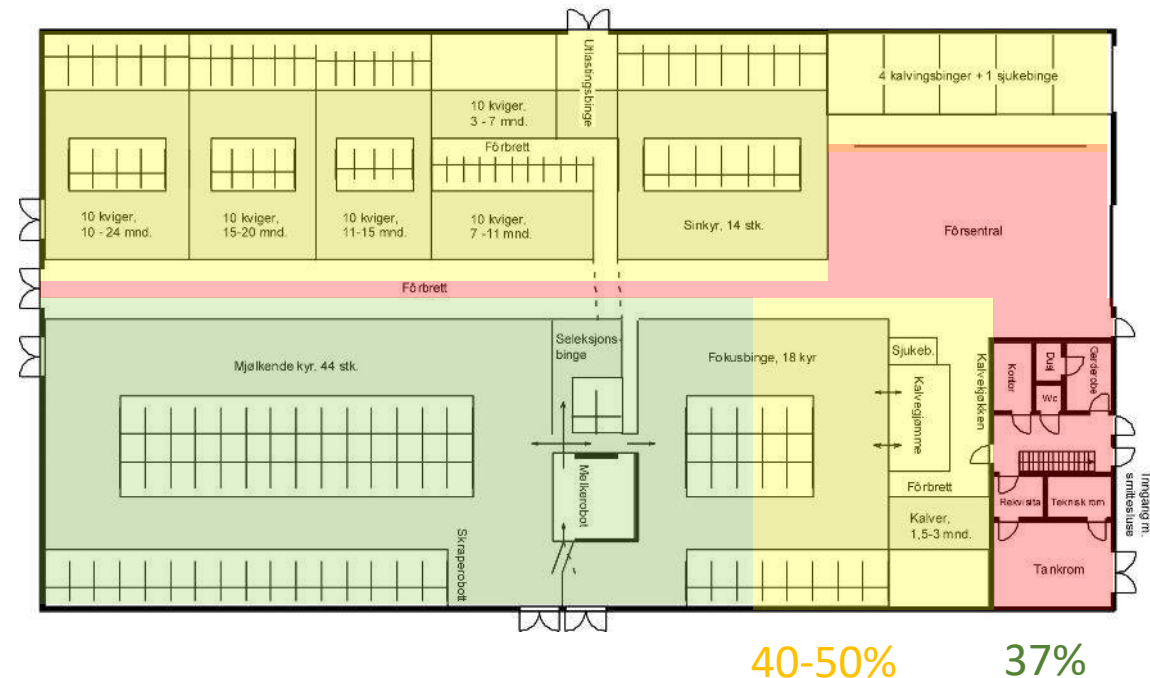 Utlastingsbinge
4 kalvingsbinger + 1 sjukebinge
10 kviger,
3 - 7 mnd.
Fôrbrett
10 kviger,
10 - 24 mnd.
10 kviger,
15-20 mnd.
10 kviger,
11-15 mnd.
10 kviger,
7 -11 mnd.
Sinkyr, 14 stk.
Fôrsentral
Fôrbrett
Mjølkende kyr, 44 stk.
Seleksjons-
binge
Fokusbinge, 18 kyr
Sjukeb.
Kalvegjømme
Kalvekjøkken
Kontor
Dusj
Wc
Garderobe
Melkerobot
Skraperobott
Fôrbrett
Kalver,
1,5-3 mnd.
Rekvisita
Teknisk rom
Inngang m.
smittesluse
Tankrom
40-50%
37%